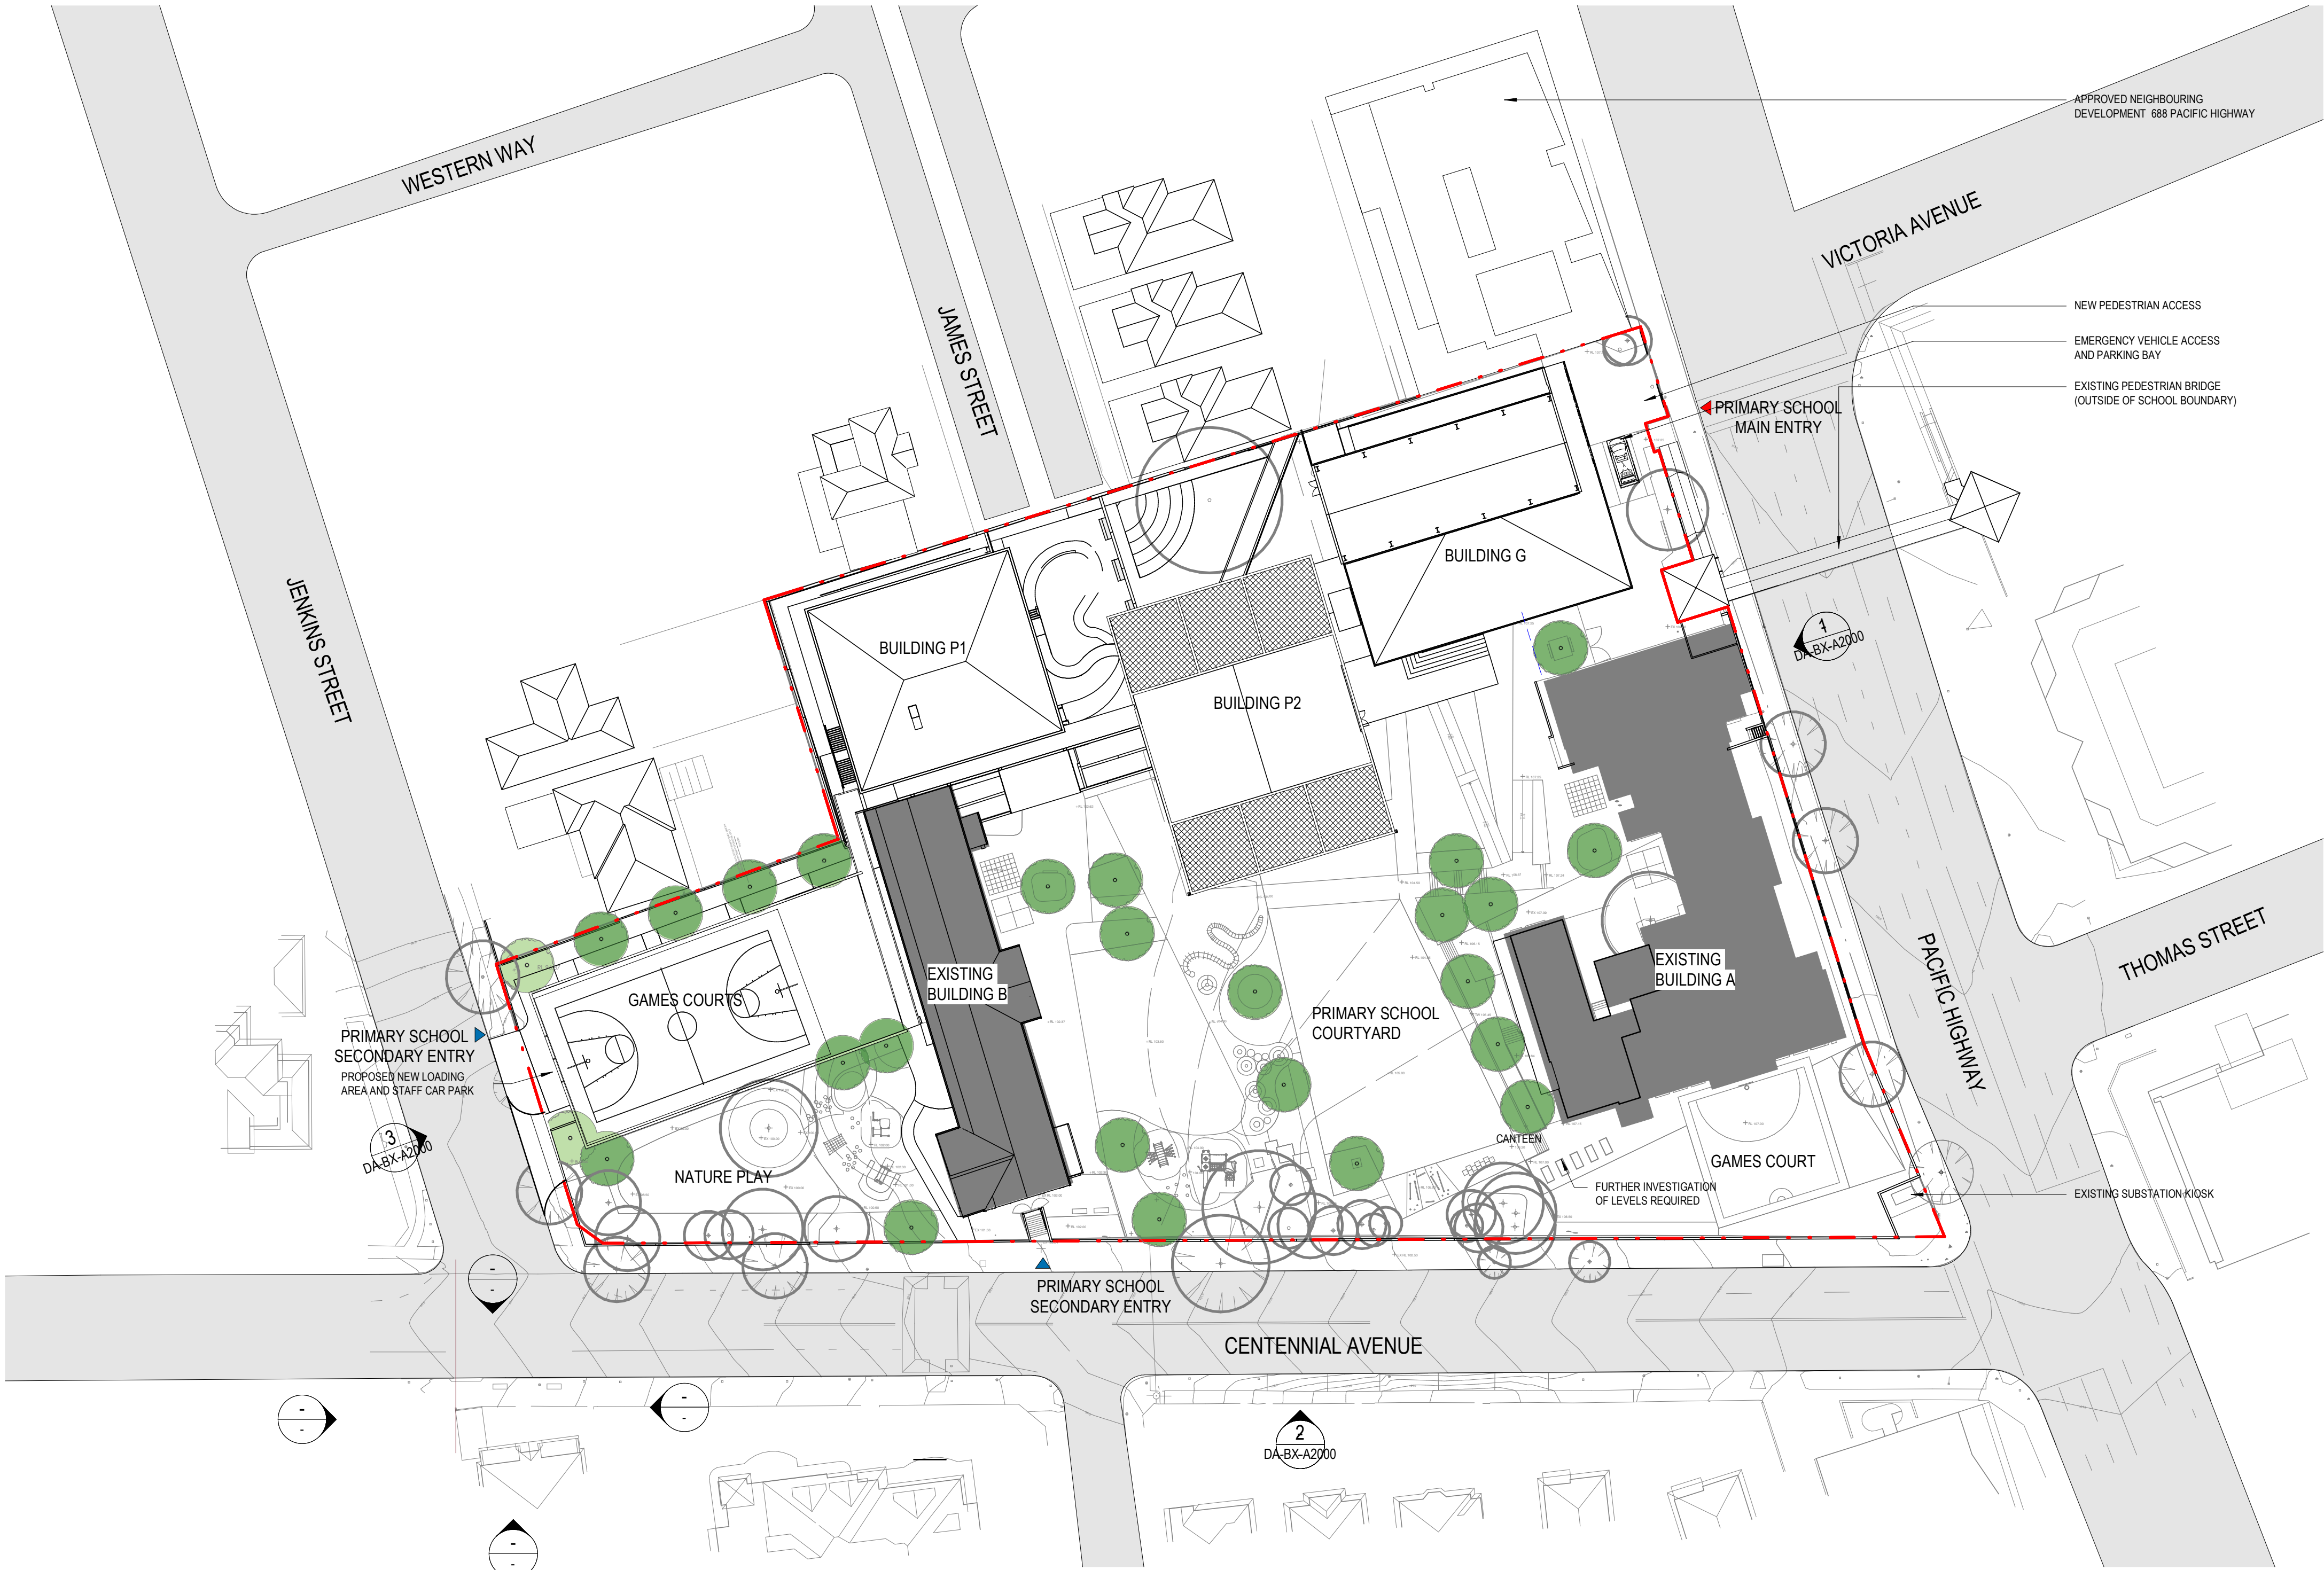 APPROVED NEIGHBOURING
DEVELOPMENT 688 PACIFIC HIGHWAY
WESTERN WAY
VICTORIA AVENUE
NEW PEDESTRIAN ACCESS
EMERGENCY VEHICLE ACCESS
AND PARKING BAY
EXISTING PEDESTRIAN BRIDGE
(OUTSIDE OF SCHOOL BOUNDARY)
JAMES STREET
PRIMARY SCHOOL
MAIN ENTRY
BUILDING G
JENKINS STREET
BUILDING P1
BUILDING P2
1
DA-BX-A2000
THOMAS STREET
PACIFIC HIGHWAY
EXISTING
BUILDING B
EXISTING
BUILDING A
GAMES COURTS
PRIMARY SCHOOL
COURTYARD
PRIMARY SCHOOL
SECONDARY ENTRY
PROPOSED NEW LOADING
AREA AND STAFF CAR PARK
3
DA-BX-A2000
CANTEEN
GAMES COURT
NATURE PLAY
FURTHER INVESTIGATION
OF LEVELS REQUIRED
EXISTING SUBSTATION KIOSK
PRIMARY SCHOOL
SECONDARY ENTRY
CENTENNIAL AVENUE
2
DA-BX-A2000